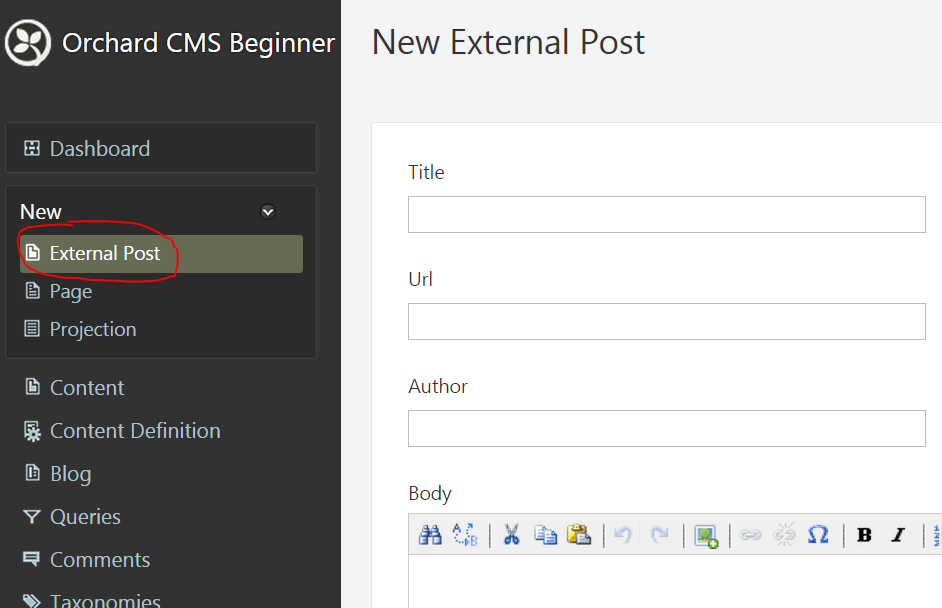 Orchard CMS Beginner
Dashboard
New
External Post
Page
Projection
Content
Content Definition
Blog
Queries
Comments
Taxonomies
New External Post
Title
Url
Author
Body
B I